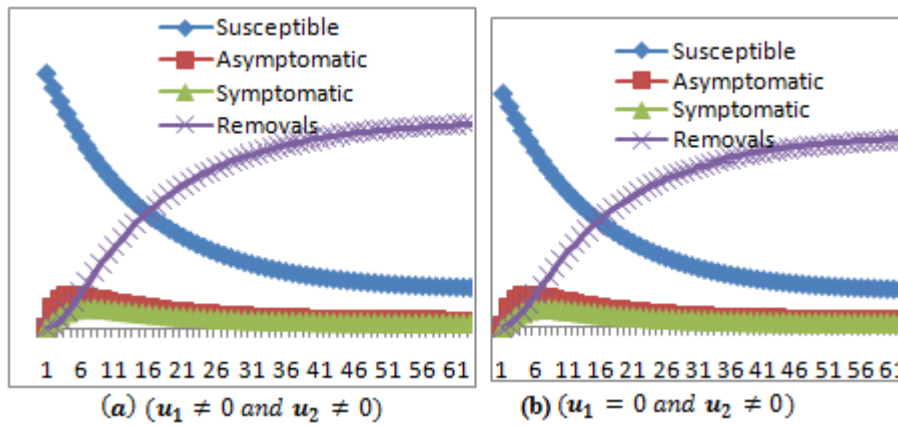 Susceptible
Asymptomatic
Symptomatic
Removals
1 6 11 16 21 26 31 36 41 46 51 56 61
(a) (u₁ ≠ 0 and u₂ ≠ 0)
Susceptible
Asymptomatic
Symptomatic
Removals
1 6 11 16 21 26 31 36 41 46 51 56 61
(b) (u₁ = 0 and u₂ ≠ 0)